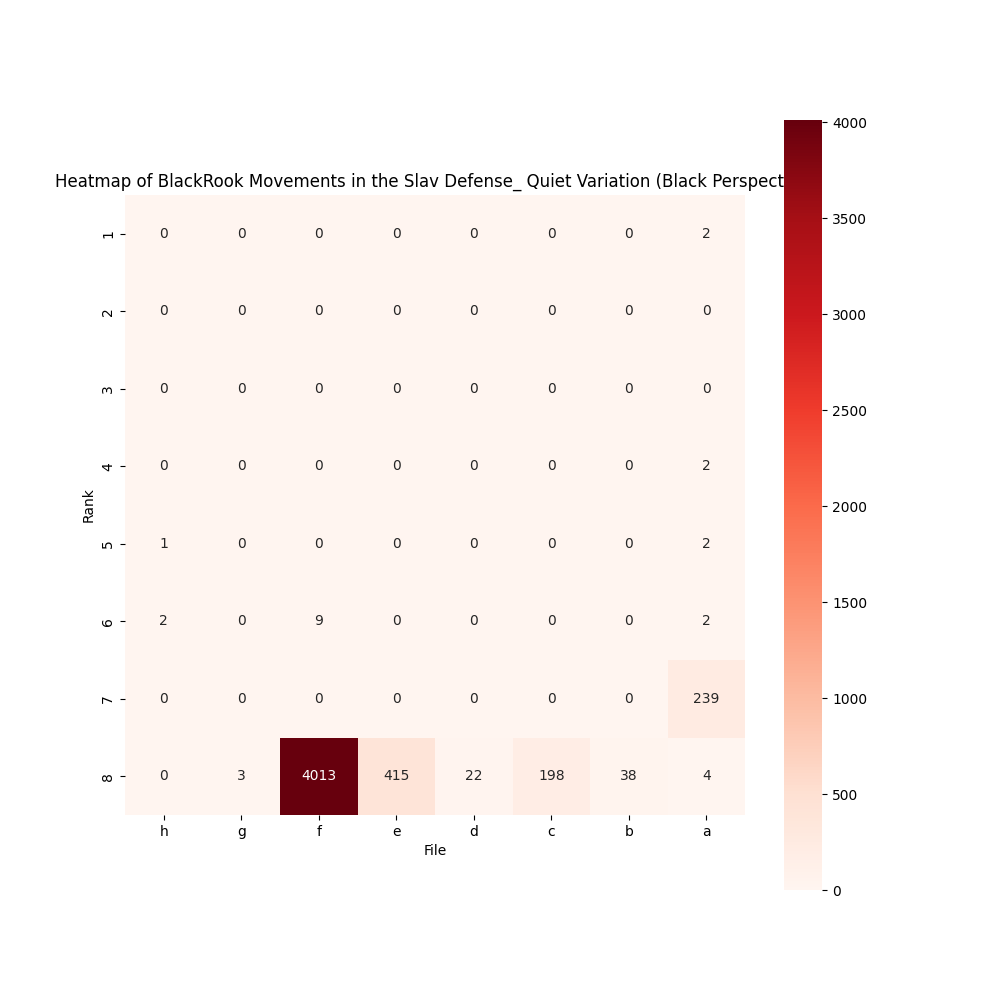 Heatmap of BlackRook Movements in the Slav Defense_ Quiet Variation (Black Perspect
4000
3500
3000
2500
2000
1500
1000
500
0
Rank
1 0 0 0 0 0 0 0 2
2 0 0 0 0 0 0 0 0
3 0 0 0 0 0 0 0 0
4 0 0 0 0 0 0 0 2
5 1 0 0 0 0 0 0 2
6 2 0 9 0 0 0 0 2
7 0 0 0 0 0 0 0 239
8 0 3 4013 415 22 198 38 4
h g f e d c b a
File